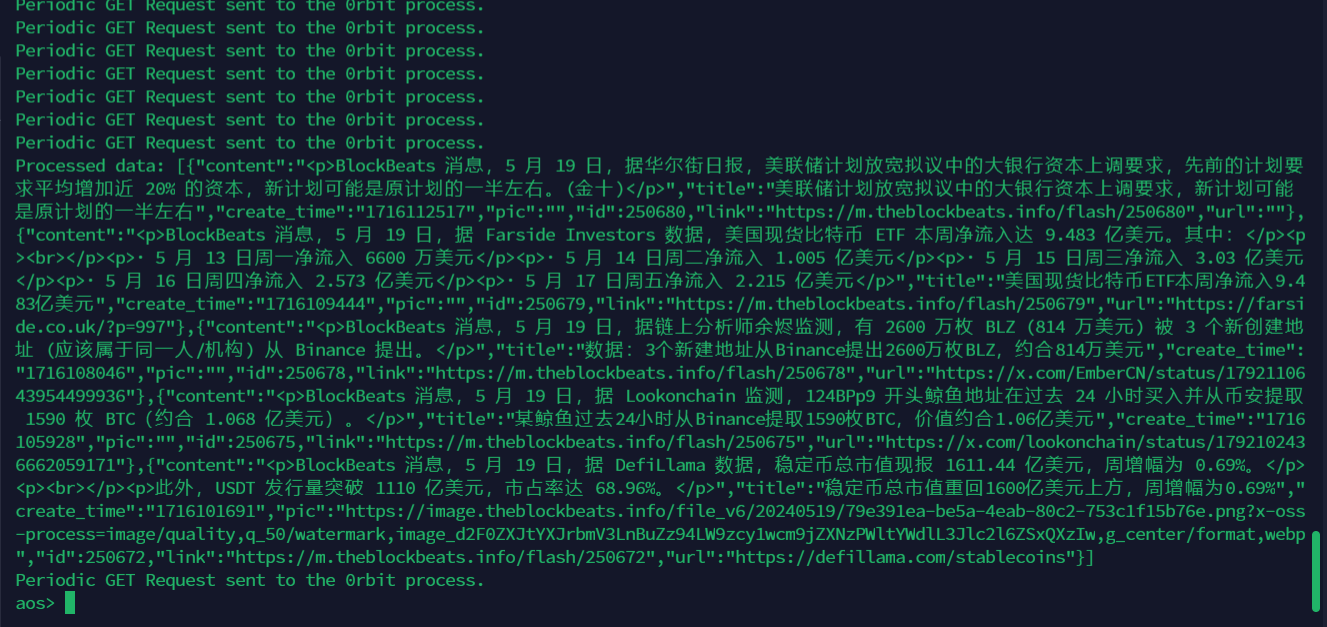 Periodic GET Request sent to the 0rbit process.
Periodic GET Request sent to the 0rbit process.
Periodic GET Request sent to the 0rbit process.
Periodic GET Request sent to the 0rbit process.
Periodic GET Request sent to the 0rbit process.
Periodic GET Request sent to the 0rbit process.
Periodic GET Request sent to the 0rbit process.
Processed data: [{"content":"<p>BlockBeats 消息，5 月 19 日，据华尔街日报，美联储计划放宽拟议中的大银行资本上调要求，先前的计划要
求平均增加近 20% 的资本，新计划可能是原计划的一半左右。(金十)</p>","title":"美联储计划放宽拟议中的大银行资本上调要求，新计划可能
是原计划的一半左右","create_time":"1716112517","pic":"","id":250680,"link":"https://m.theblockbeats.info/flash/250680","url":""},
{"content":"<p>BlockBeats 消息，5 月 19 日，据 Farside Investors 数据，美国现货比特币 ETF 本周净流入达 9.483 亿美元。其中：</p><p
><br></p><p>· 5 月 13 日周一净流入 6600 万美元</p><p>· 5 月 14 日周二净流入 1.005 亿美元</p><p>· 5 月 15 日周三净流入 3.03 亿美元
</p><p>· 5 月 16 日周四净流入 2.573 亿美元</p><p>· 5 月 17 日周五净流入 2.215 亿美元</p>","title":"美国现货比特币ETF本周净流入9.4
83亿美元","create_time":"1716109444","pic":"","id":250679,"link":"https://m.theblockbeats.info/flash/250679","url":"https://farsi
de.co.uk/?p=997"},{"content":"<p>BlockBeats 消息，5 月 19 日，据链上分析师余烬监测，有 2600 万枚 BLZ（814 万美元）被 3 个新创建地
址（应该属于同一人/机构）从 Binance 提出。</p>","title":"数据：3个新建地址从Binance提出2600万枚BLZ，约合814万美元","create_time":
"1716108046","pic":"","id":250678,"link":"https://m.theblockbeats.info/flash/250678","url":"https://x.com/EmberCN/status/17921106
43954499936"},{"content":"<p>BlockBeats 消息，5 月 19 日，据 Lookonchain 监测，124BPp9 开头鲸鱼地址在过去 24 小时买入并从币安提取
1590 枚 BTC（约合 1.068 亿美元）。</p>","title":"某鲸鱼过去24小时从Binance提取1590枚BTC，价值约合1.06亿美元","create_time":"1716
105928","pic":"","id":250675,"link":"https://m.theblockbeats.info/flash/250675","url":"https://x.com/lookonchain/status/179210243
6662059171"},{"content":"<p>BlockBeats 消息，5 月 19 日，据 DefiLlama 数据，稳定币总市值现报 1611.44 亿美元，周增幅为 0.69%。</p>
<p><br></p><p>此外，USDT 发行量突破 1110 亿美元，市占率达 68.96%。</p>","title":"稳定币总市值重回1600亿美元上方，周增幅为0.69%","
create_time":"1716101691","pic":"https://image.theblockbeats.info/file_v6/20240519/79e391ea-be5a-4eab-80c2-753c1f15b76e.png?x-oss
-process=image/quality,q_50/watermark,image_d2F0ZXJtYXJrbmV3LnBuZz94LW9zcy1wcm9jZXNzPWltYWdlL3Jlc2l6ZSxQXzIw,g_center/format,webp
","id":250672,"link":"https://m.theblockbeats.info/flash/250672","url":"https://defillama.com/stablecoins"}]
Periodic GET Request sent to the 0rbit process.
aos>